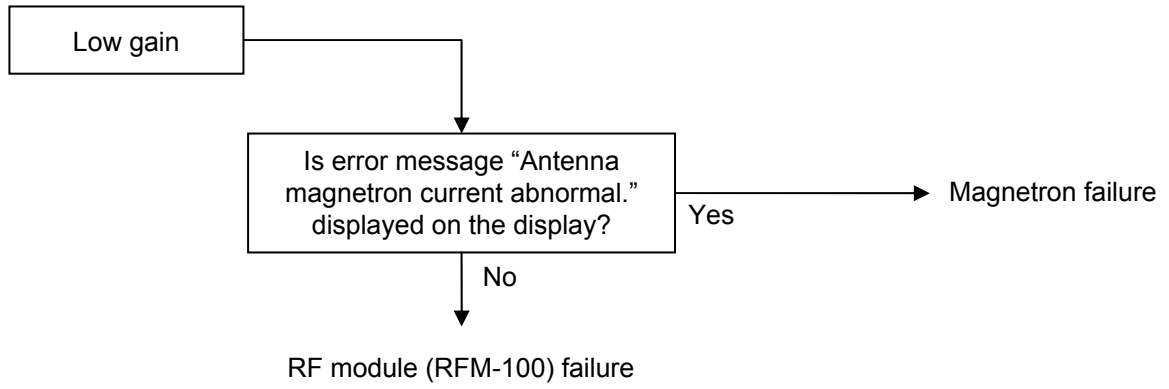 Low gain
Is error message “Antenna
magnetron current abnormal.”
displayed on the display?
Yes
Magnetron failure
No
RF module (RFM-100) failure